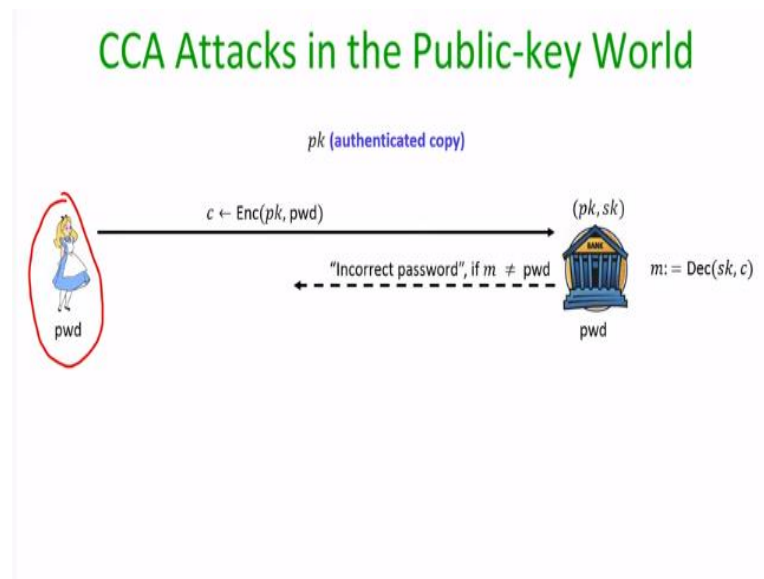 CCA Attacks in the Public-key World
pk (authenticated copy)
c ← Enc(pk, pwd)
(pk, sk)
BANK
"Incorrect password", if m ≠ pwd
m: = Dec(sk, c)
pwd
pwd